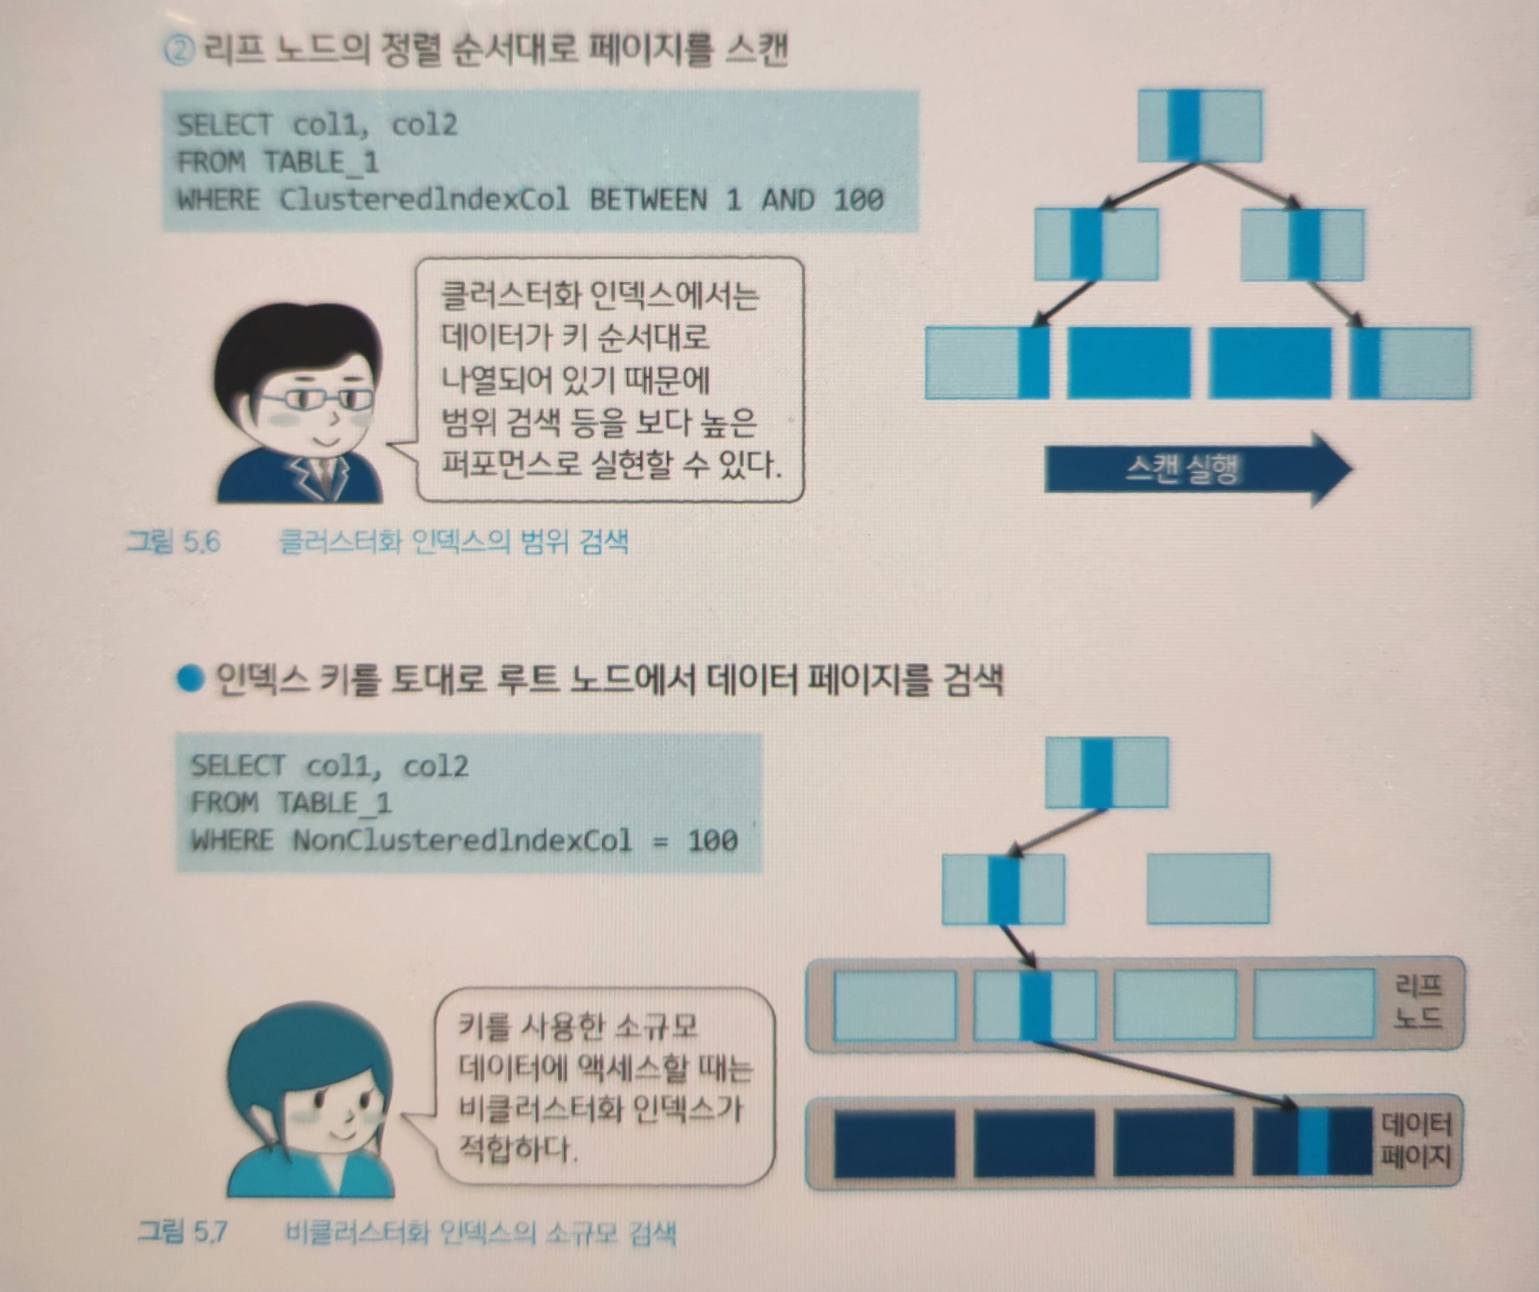 ② 리프 노드의 정렬 순서대로 페이지를 스캔
SELECT col1, col2
FROM TABLE_1
WHERE ClusteredlndexCol BETWEEN 1 AND 100
클러스터화 인덱스에서는
데이터가 키 순서대로
나열되어 있기 때문에
범위 검색 등을 보다 높은
퍼포먼스로 실현할 수 있다.
스캔 실행
그림 5.6 클러스터화 인덱스의 범위 검색
● 인덱스 키를 토대로 루트 노드에서 데이터 페이지를 검색
SELECT col1, col2
FROM TABLE_1
WHERE NonClusteredlndexCol = 100
리프
노드
키를 사용한 소규모
데이터에 액세스할 때는
비클러스터화 인덱스가
적합하다.
데이터
페이지
그림 5.7 비클러스터화 인덱스의 소규모 검색